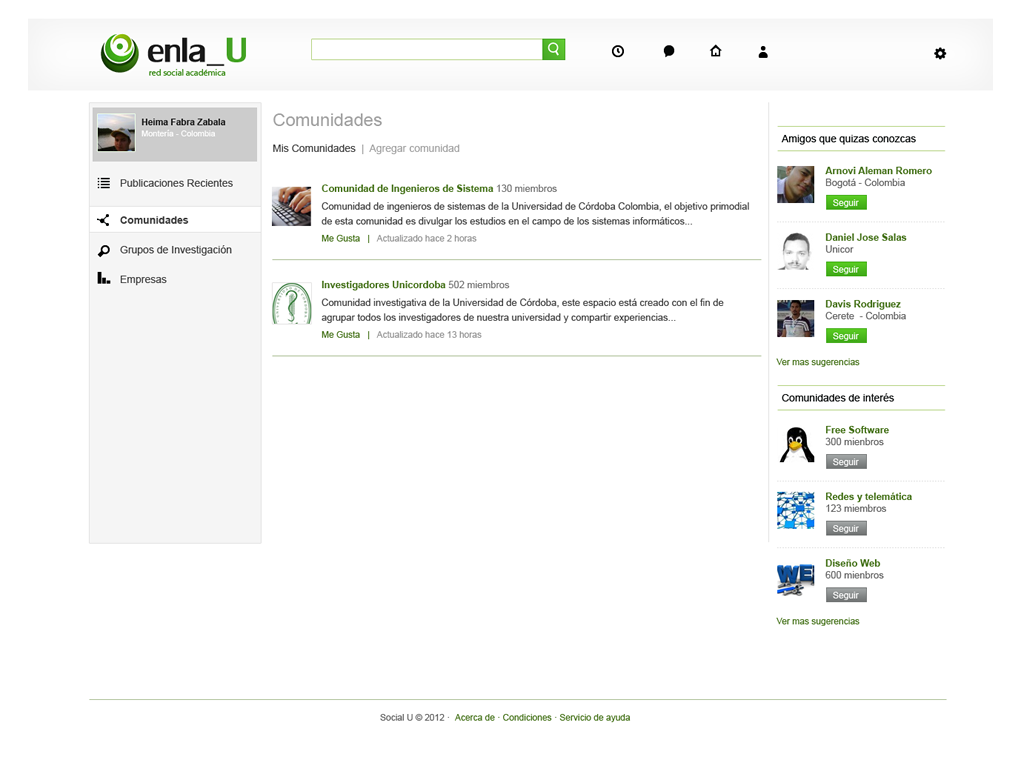 enla_U
red social académica
Heima Fabra Zabala
Montería - Colombia
Publicaciones Recientes
Comunidades
Grupos de Investigación
Empresas
Comunidades
Mis Comunidades | Agregar comunidad
Comunidad de Ingenieros de Sistema 130 miembros
Comunidad de ingenieros de sistemas de la Universidad de Córdoba Colombia, el objetivo primodial
de esta comunidad es divulgar los estudios en el campo de los sistemas informáticos...
Me Gusta | Actualizado hace 2 horas
Investigadores Unicordoba 502 miembros
Comunidad investigativa de la Universidad de Córdoba, este espacio está creado con el fin de
agrupar todos los investigadores de nuestra universidad y compartir experiencias...
Me Gusta | Actualizado hace 13 horas
Amigos que quizas conozcas
Arnovi Aleman Romero
Bogotá - Colombia
Seguir
Daniel Jose Salas
Unicor
Seguir
Davis Rodriguez
Cerete - Colombia
Seguir
Ver mas sugerencias
Comunidades de interés
Free Software
300 mienbros
Seguir
Redes y telemática
123 miembros
Seguir
WE
Diseño Web
600 mienbros
Seguir
Ver mas sugerencias
Social U © 2012 · Acerca de · Condiciones · Servicio de ayuda